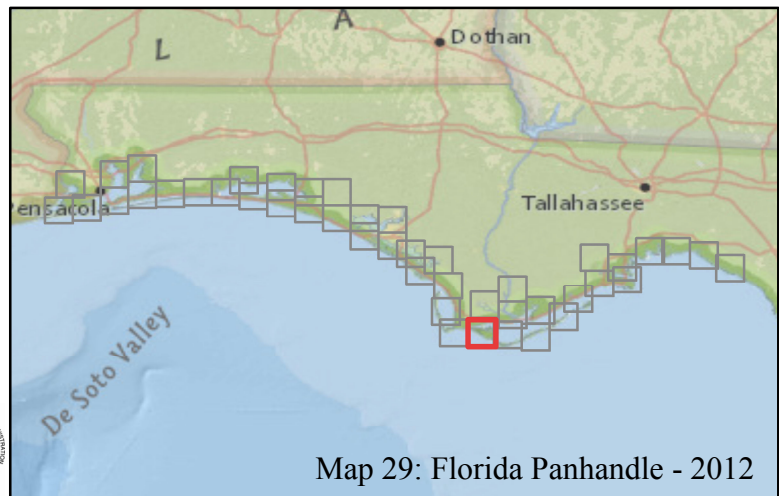 L A
Dothan
Tallahassee
Pensacola
De Soto Valley
Map 29: Florida Panhandle - 2012